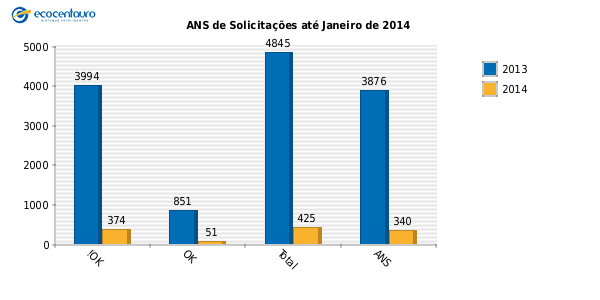 ecocentauro
ANS de Solicitações até Janeiro de 2014
5000
4000
3000
2000
1000
0
3994
374
851
51
4845
425
3876
340
IOK
OK
Total
ANS
2013
2014